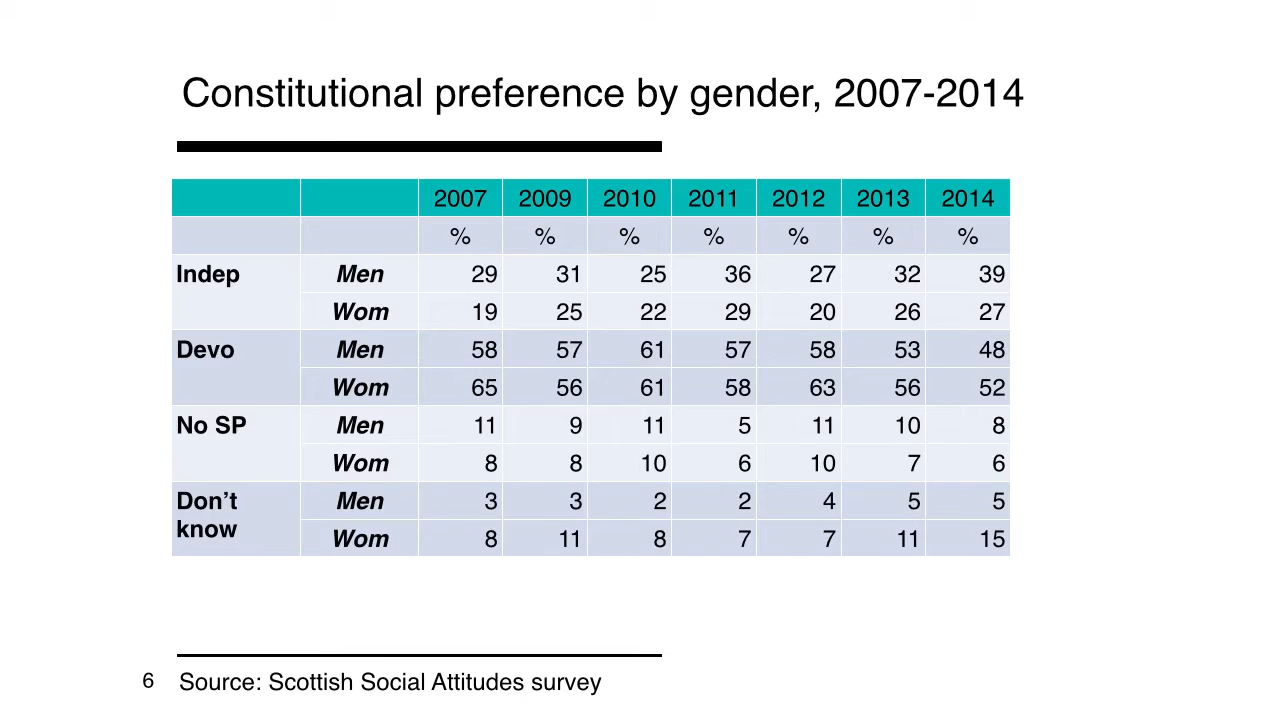 Constitutional preference by gender, 2007-2014
2007 2009 2010 2011 2012 2013 2014
% % % % % % %
Indep Men 29 31 25 36 27 32 39
Wom 19 25 22 29 20 26 27
Devo Men 58 57 61 57 58 53 48
Wom 65 56 61 58 63 56 52
No SP Men 11 9 11 5 11 10 8
Wom 8 8 10 6 10 7 6
Don't know Men 3 3 2 2 4 5 5
Wom 8 11 8 7 7 11 15
6 Source: Scottish Social Attitudes survey